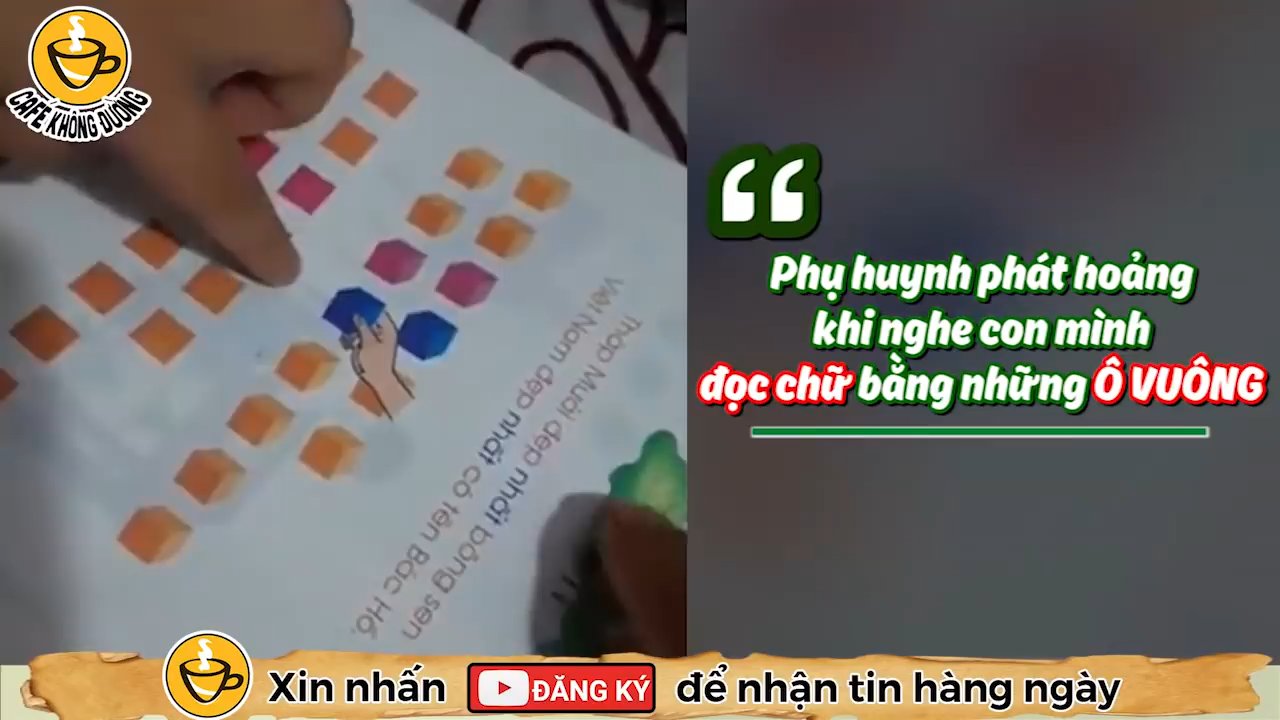 CAFÉ KHÔNG ĐƯỜNG
Phụ huynh phát hoảng
khi nghe con mình
đọc chữ bằng những Ô VUÔNG
Tháp Mười đẹp nhất bông sen
Việt Nam đẹp nhất có tên Bác Hồ.
Xin nhấn ĐĂNG KÝ để nhận tin hàng ngày